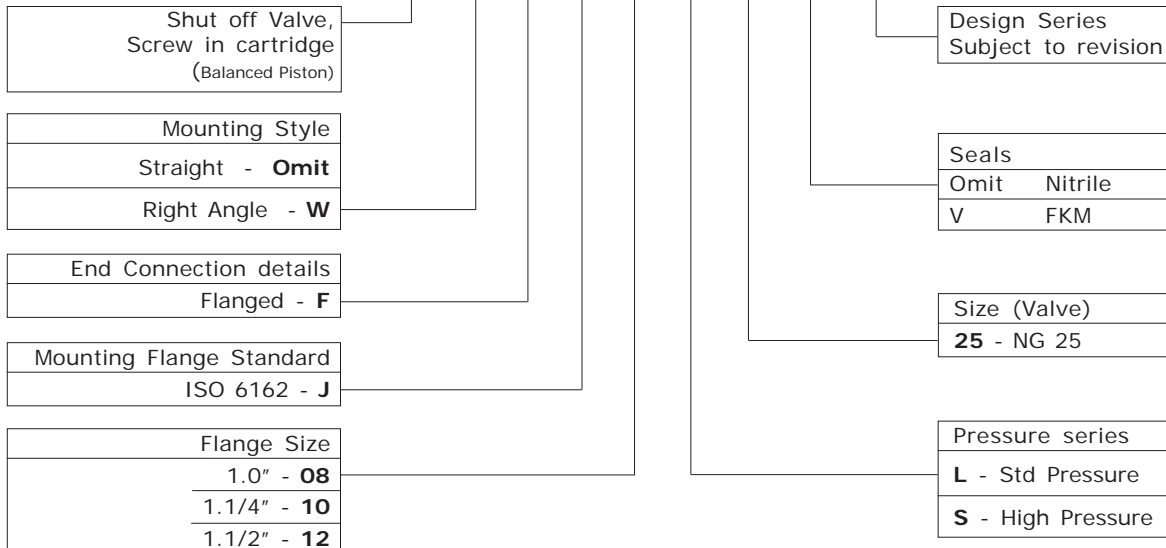 Shut off Valve,
Screw in cartridge
(Balanced Piston)
Mounting Style
Straight - Omit
Right Angle - W
End Connection details
Flanged - F
Mounting Flange Standard
ISO 6162 - J
Flange Size
1.0" - 08
1.1/4" - 10
1.1/2" - 12
Design Series
Subject to revision
Seals
Omit Nitrile
V FKM
Size (Valve)
25 - NG 25
Pressure series
L - Std Pressure
S - High Pressure